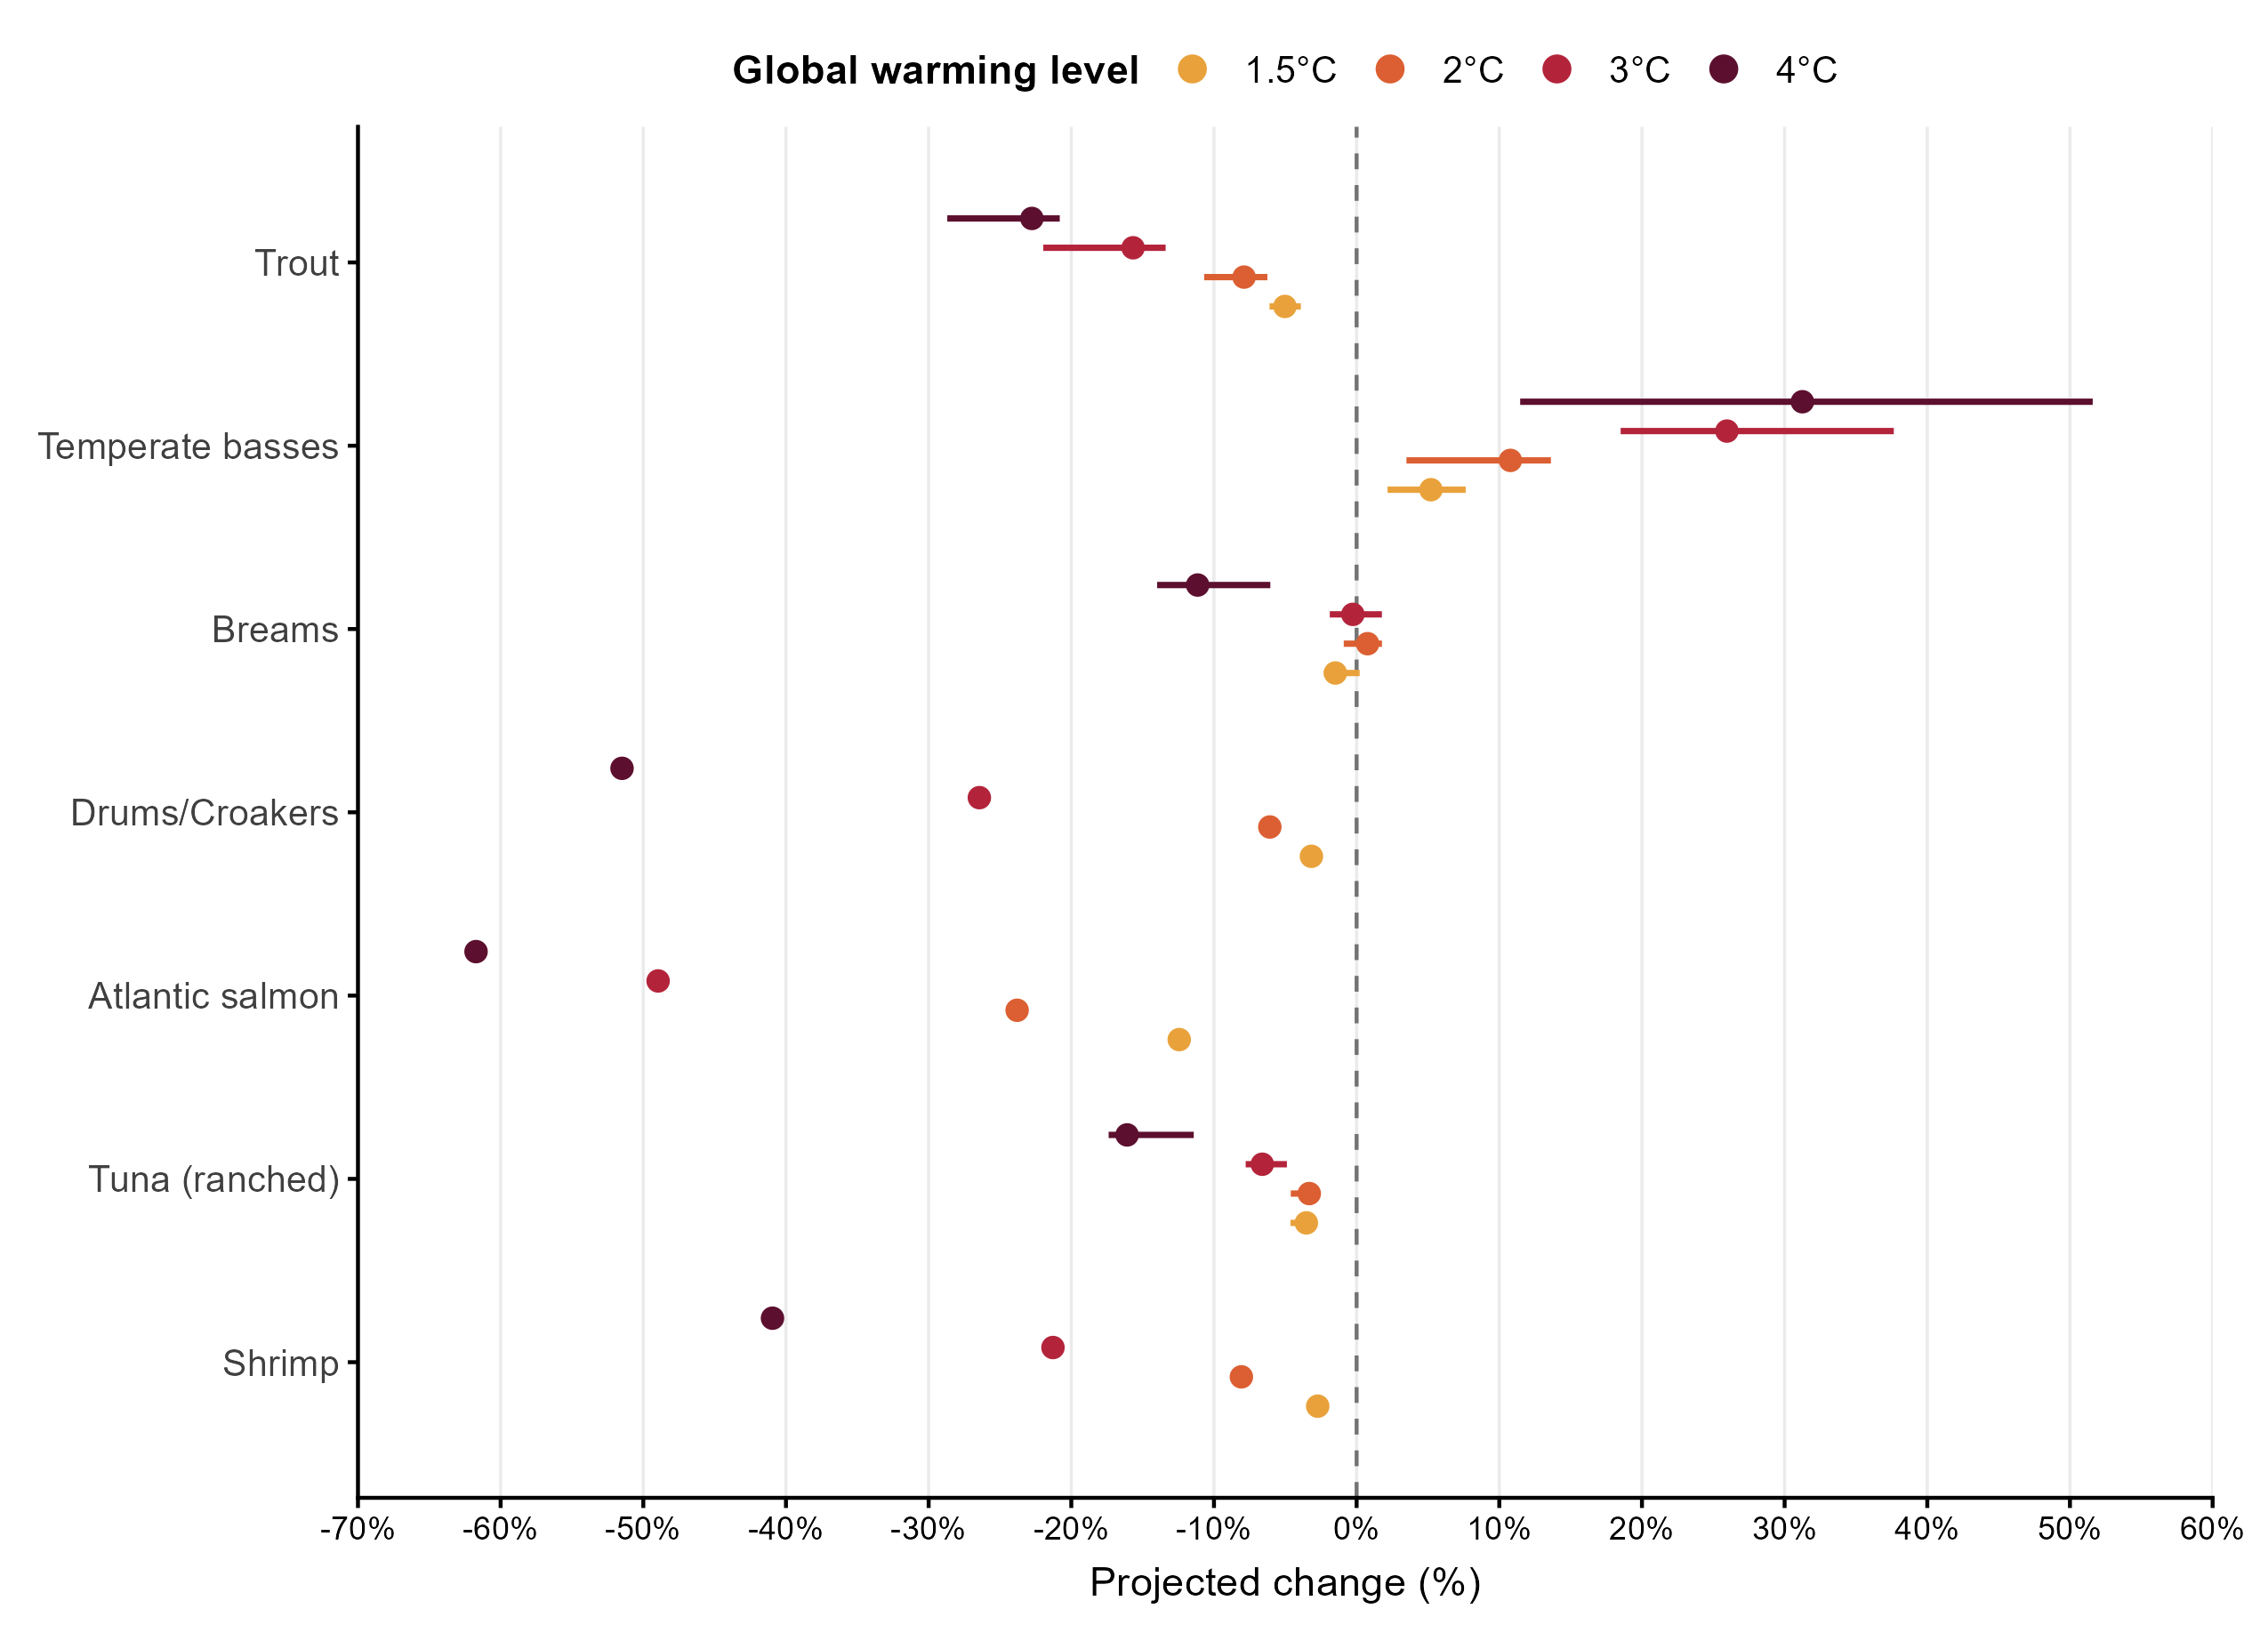 Global warming level 1.5°C 2°C 3°C 4°C
Trout
Temperate basses
Breams
Drums/Croakers
Atlantic salmon
Tuna (ranched)
Shrimp
-70% -60% -50% -40% -30% -20% -10% 0% 10% 20% 30% 40% 50% 60%
Projected change (%)